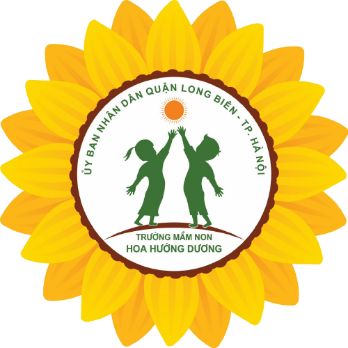 ỦY BAN NHÂN DÂN QUẬN LONG BIÊN - TP. HÀ NỘI
TRƯỜNG MẦM NON
HOA HƯỚNG DƯƠNG